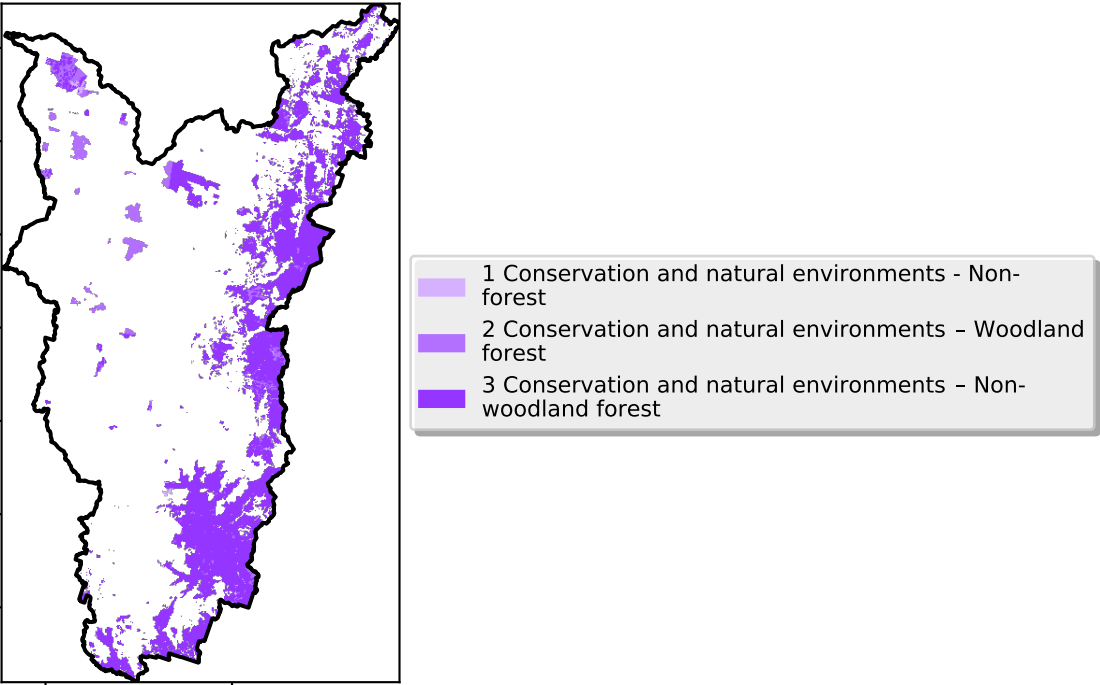 1 Conservation and natural environments - Non-
forest
2 Conservation and natural environments – Woodland
forest
3 Conservation and natural environments – Non-
woodland forest